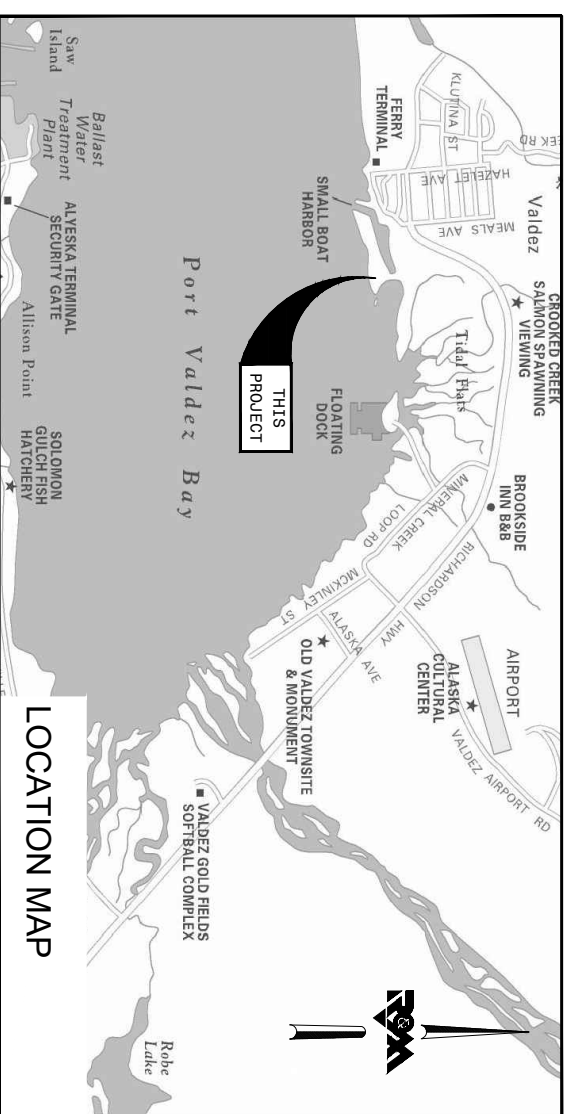 Saw
Island
Ballast
Water
Treatment
Plant
ALYESKA TERMINAL
SECURITY GATE
Allison Point
SOLOMON
GULCH FISH
HATCHERY
Port Valdez Bay
FERRY
TERMINAL
SMALL BOAT
HARBOR
KLUTINA ST
HAZELET AVE
MEALS AVE
EEK RD
Valdez
CROOKED CREEK
SALMON SPAWNING
VIEWING
Tidal Flats
THIS
PROJECT
FLOATING
DOCK
BROOKSIDE
INN B&B
MINERAL CREEK
LOOP RD
RICHARDSON HWY
MCKINLEY ST
ALASKA AVE
OLD VALDEZ TOWNSITE
& MONUMENT
AIRPORT
ALASKA
CULTURAL
CENTER
VALDEZ AIRPORT RD
VALDEZ GOLD FIELDS
SOFTBALL COMPLEX
Robe
Lake
R&M
LOCATION MAP